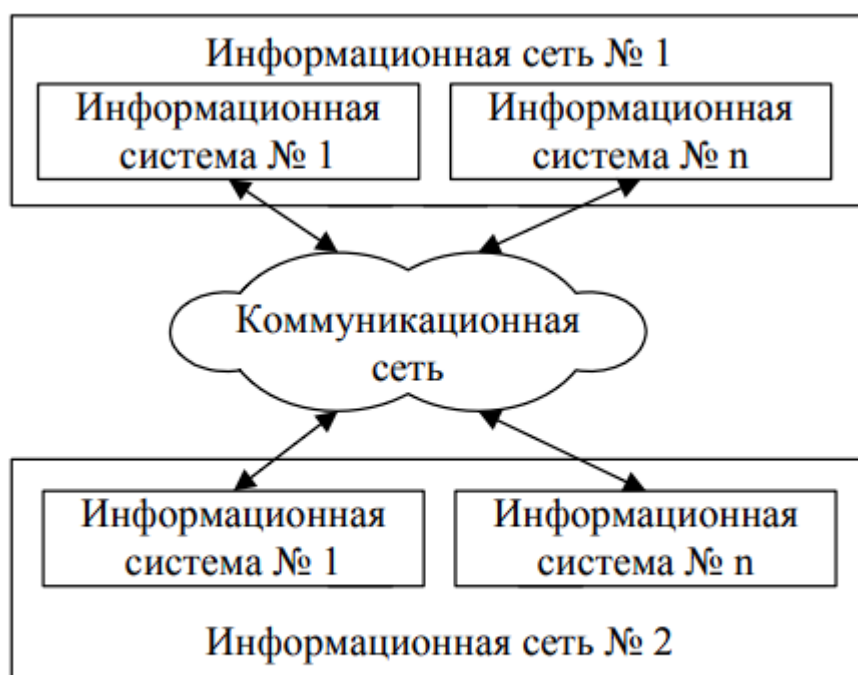 Информационная сеть № 1
Информационная
система № 1
Информационная
система № n
Коммуникационная
сеть
Информационная
система № 1
Информационная
система № n
Информационная сеть № 2